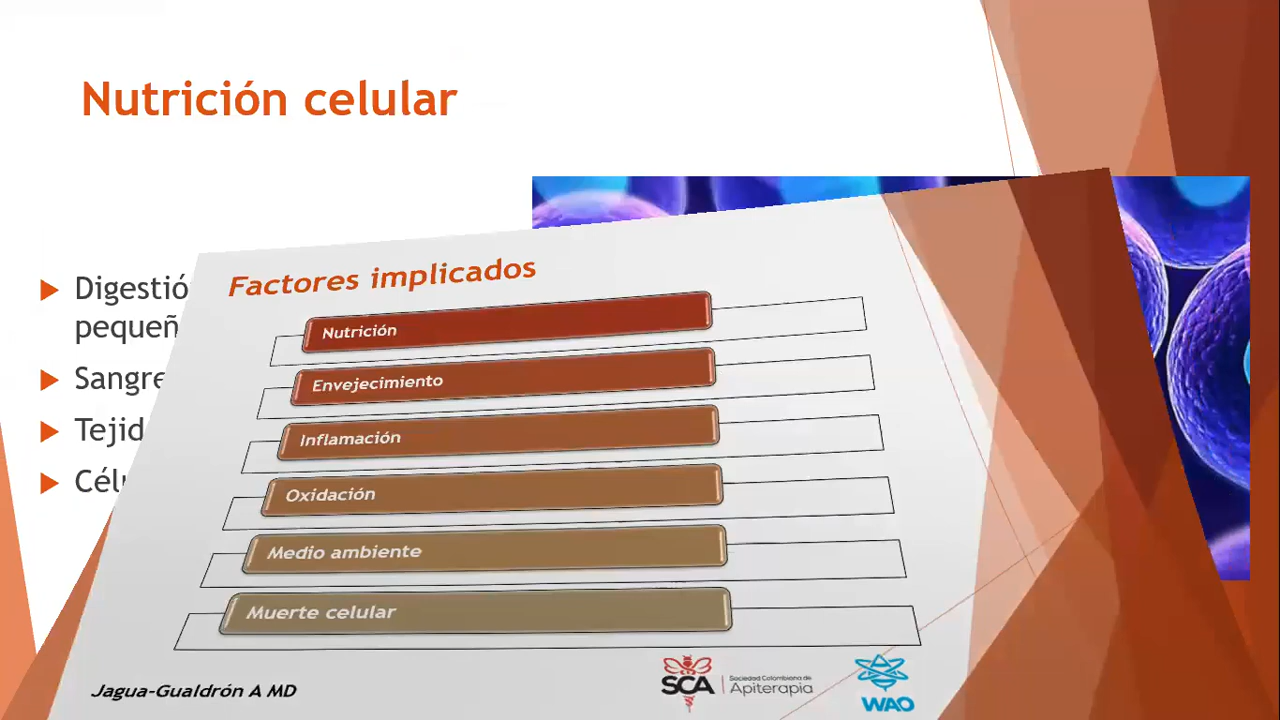 Nutrición celular
Digestió
pequeñ
Sangre
Tejid
Célu
Factores implicados
Nutrición
Envejecimiento
Inflamación
Oxidación
Medio ambiente
Muerte celular
Jagua-Gualdrón A MD
SCA
Sociedad Colombiana de
Apiterapia
WAO